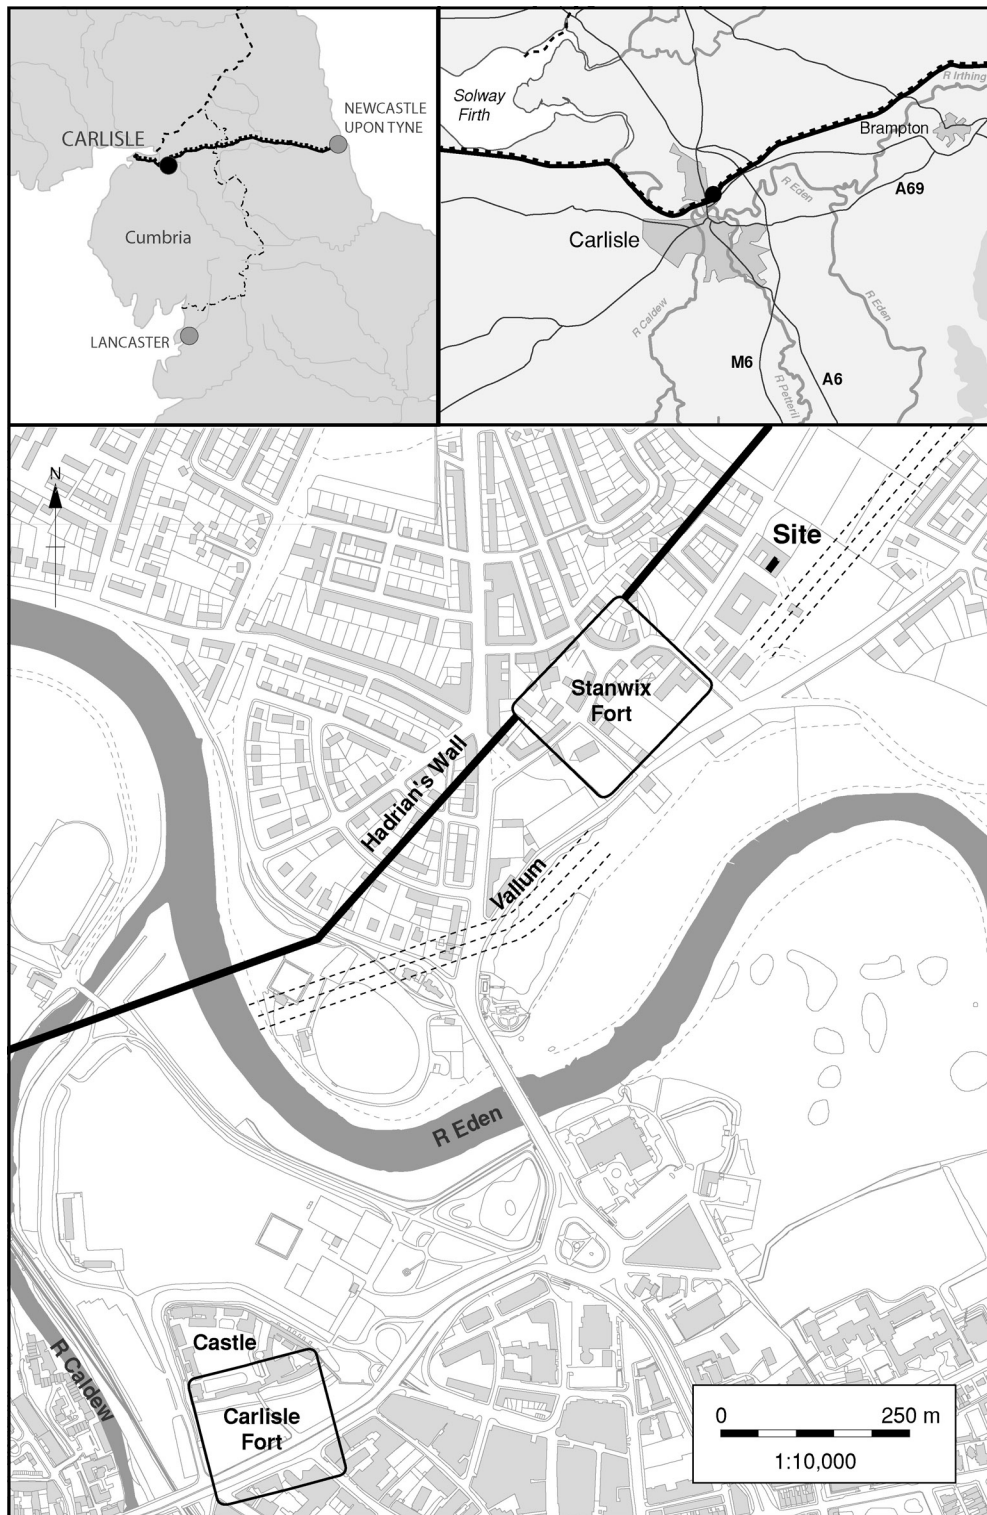 CARLISLE
NEWCASTLE
UPON TYNE
Cumbria
LANCASTER
Solway
Firth
R Irthing
Brampton
R Eden
A69
Carlisle
R Caldew
R Eden
M6
A6
R Petteril
N
Site
Stanwix
Fort
Hadrian's Wall
Vallum
R Eden
Castle
R Caldew
Carlisle
Fort
0 250 m
1:10,000